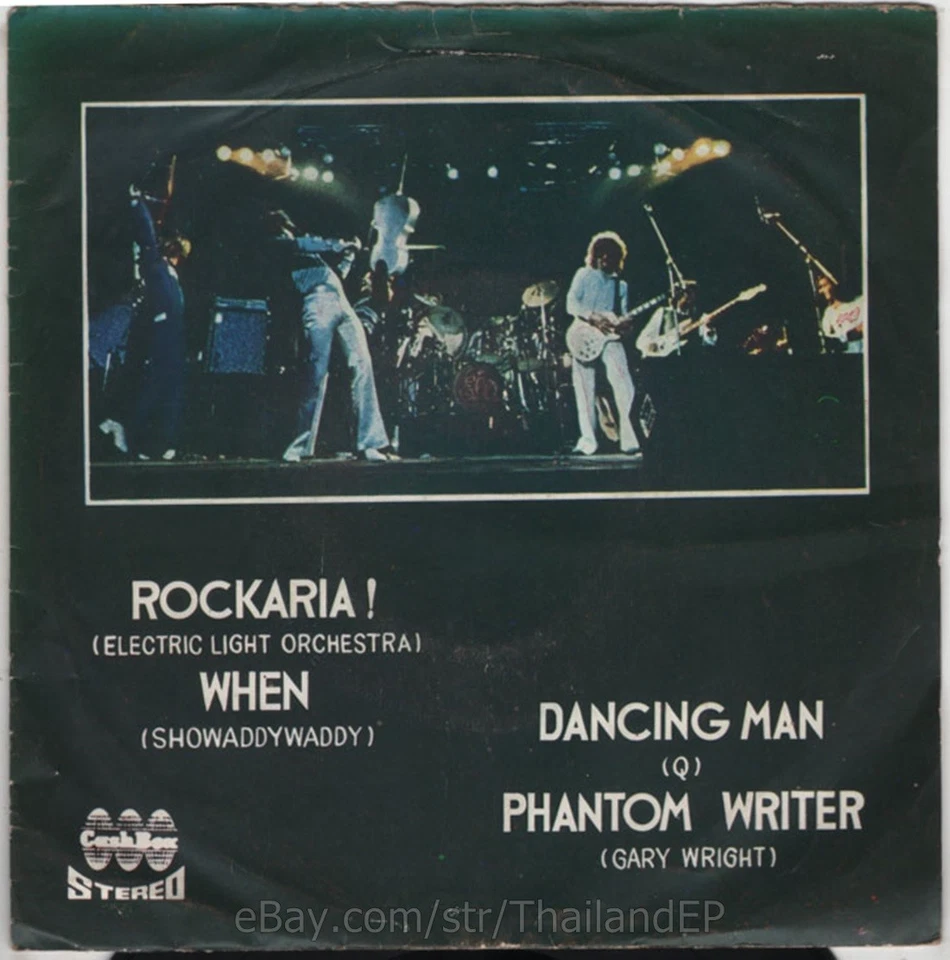 ROCKARIA!
(ELECTRIC LIGHT ORCHESTRA)
WHEN
(SHOWADDYWADDY)
DANCING MAN
(Q)
PHANTOM WRITER
(GARY WRIGHT)
CashBox
STEREO
eBay.com/str/ThailandEP